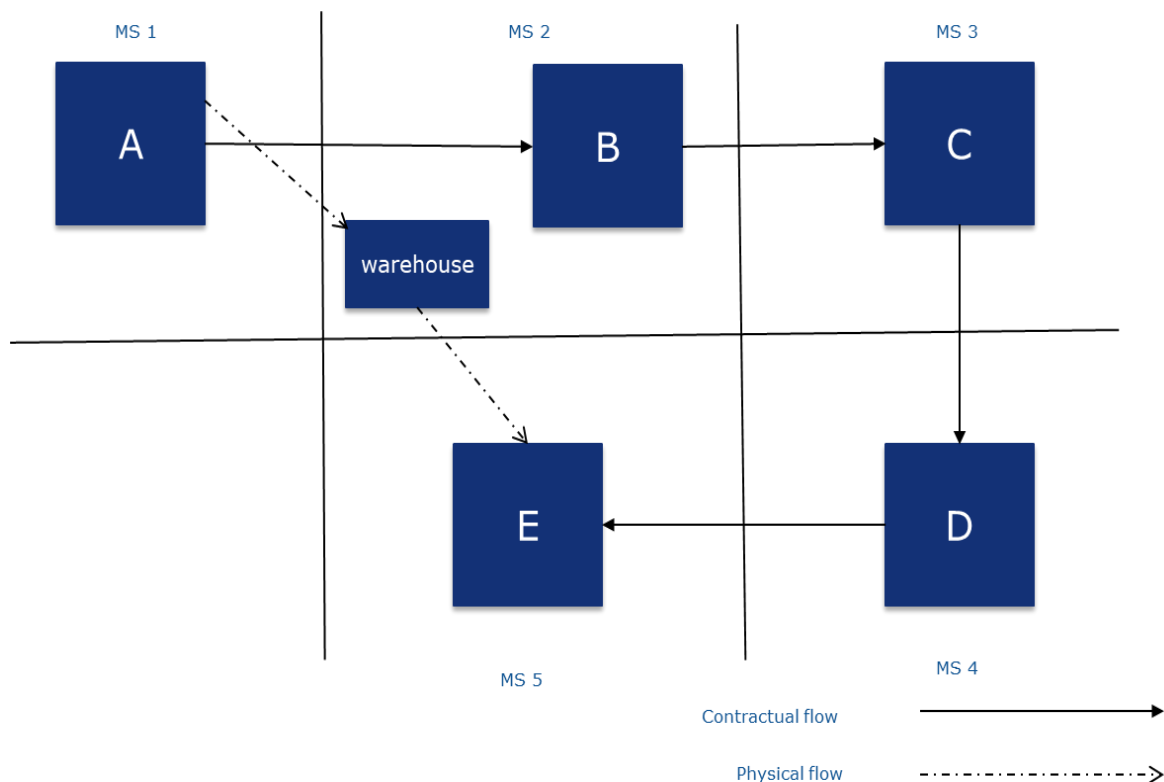 MS 1
MS 2
MS 3
A
B
C
warehouse
E
D
MS 5
MS 4
Contractual flow
Physical flow